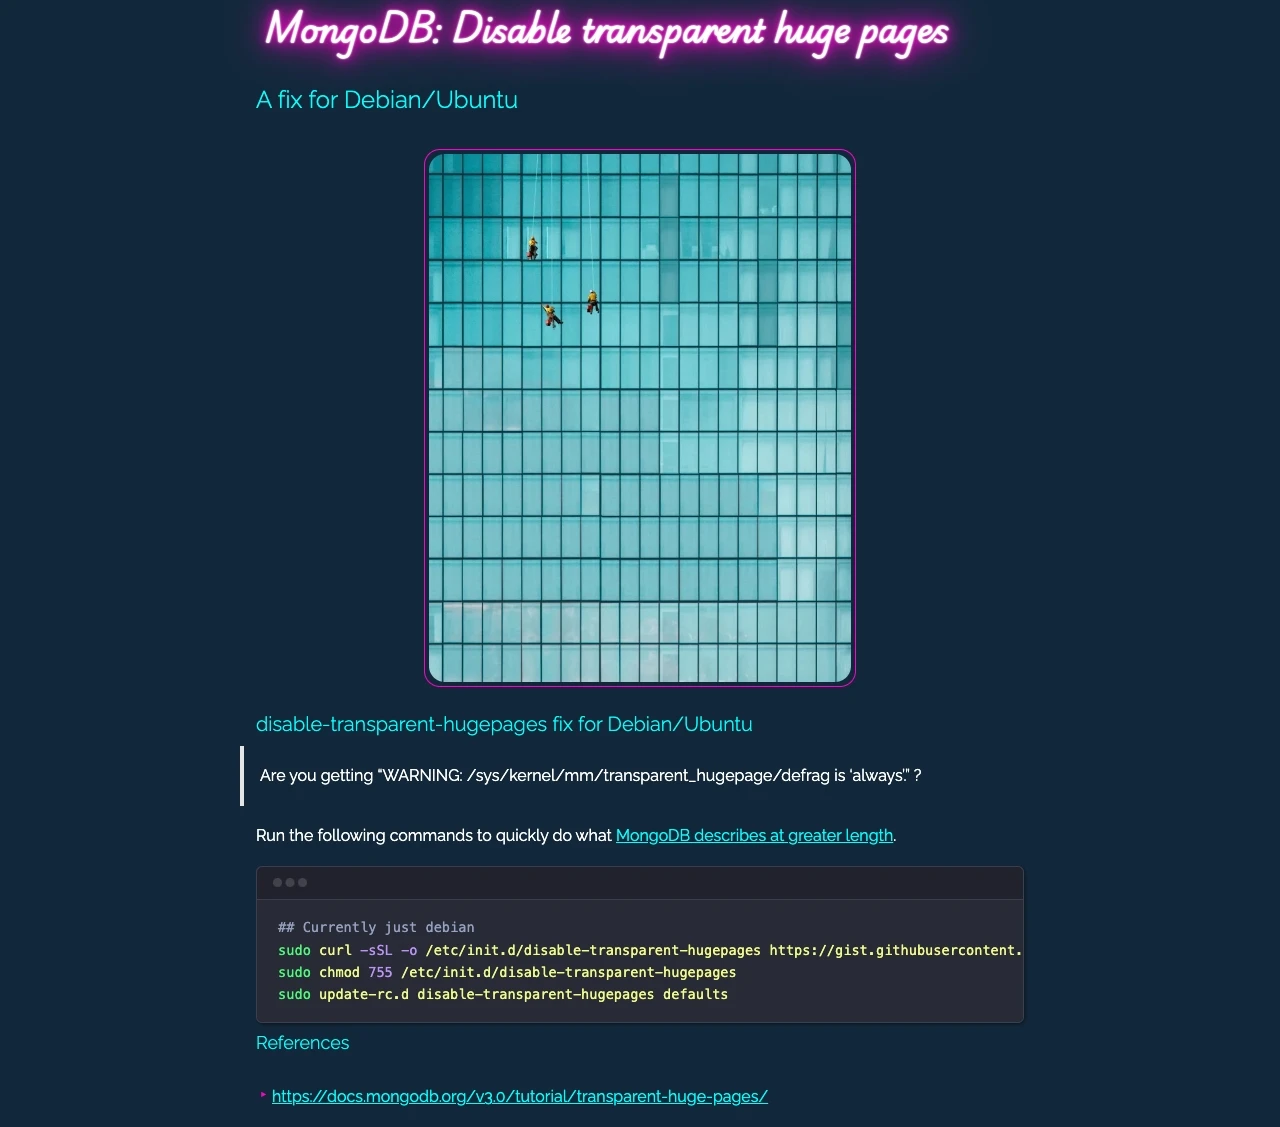 MongoDB: Disable transparent huge pages
A fix for Debian/Ubuntu
disable-transparent-hugepages fix for Debian/Ubuntu
Are you getting “WARNING: /sys/kernel/mm/transparent_hugepage/defrag is ‘always’.” ?
Run the following commands to quickly do what MongoDB describes at greater length.
## Currently just debian
sudo curl -sSL -o /etc/init.d/disable-transparent-hugepages https://gist.githubusercontent.
sudo chmod 755 /etc/init.d/disable-transparent-hugepages
sudo update-rc.d disable-transparent-hugepages defaults
References
https://docs.mongodb.org/v3.0/tutorial/transparent-huge-pages/